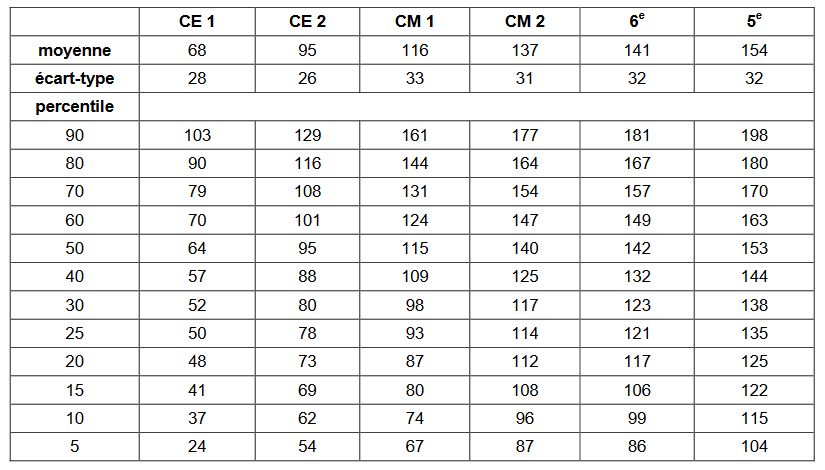 CE 1 CE 2 CM 1 CM 2 6e 5e
moyenne 68 95 116 137 141 154
écart-type 28 26 33 31 32 32
percentile
90 103 129 161 177 181 198
80 90 116 144 164 167 180
70 79 108 131 154 157 170
60 70 101 124 147 149 163
50 64 95 115 140 142 153
40 57 88 109 125 132 144
30 52 80 98 117 123 138
25 50 78 93 114 121 135
20 48 73 87 112 117 125
15 41 69 80 108 106 122
10 37 62 74 96 99 115
5 24 54 67 87 86 104